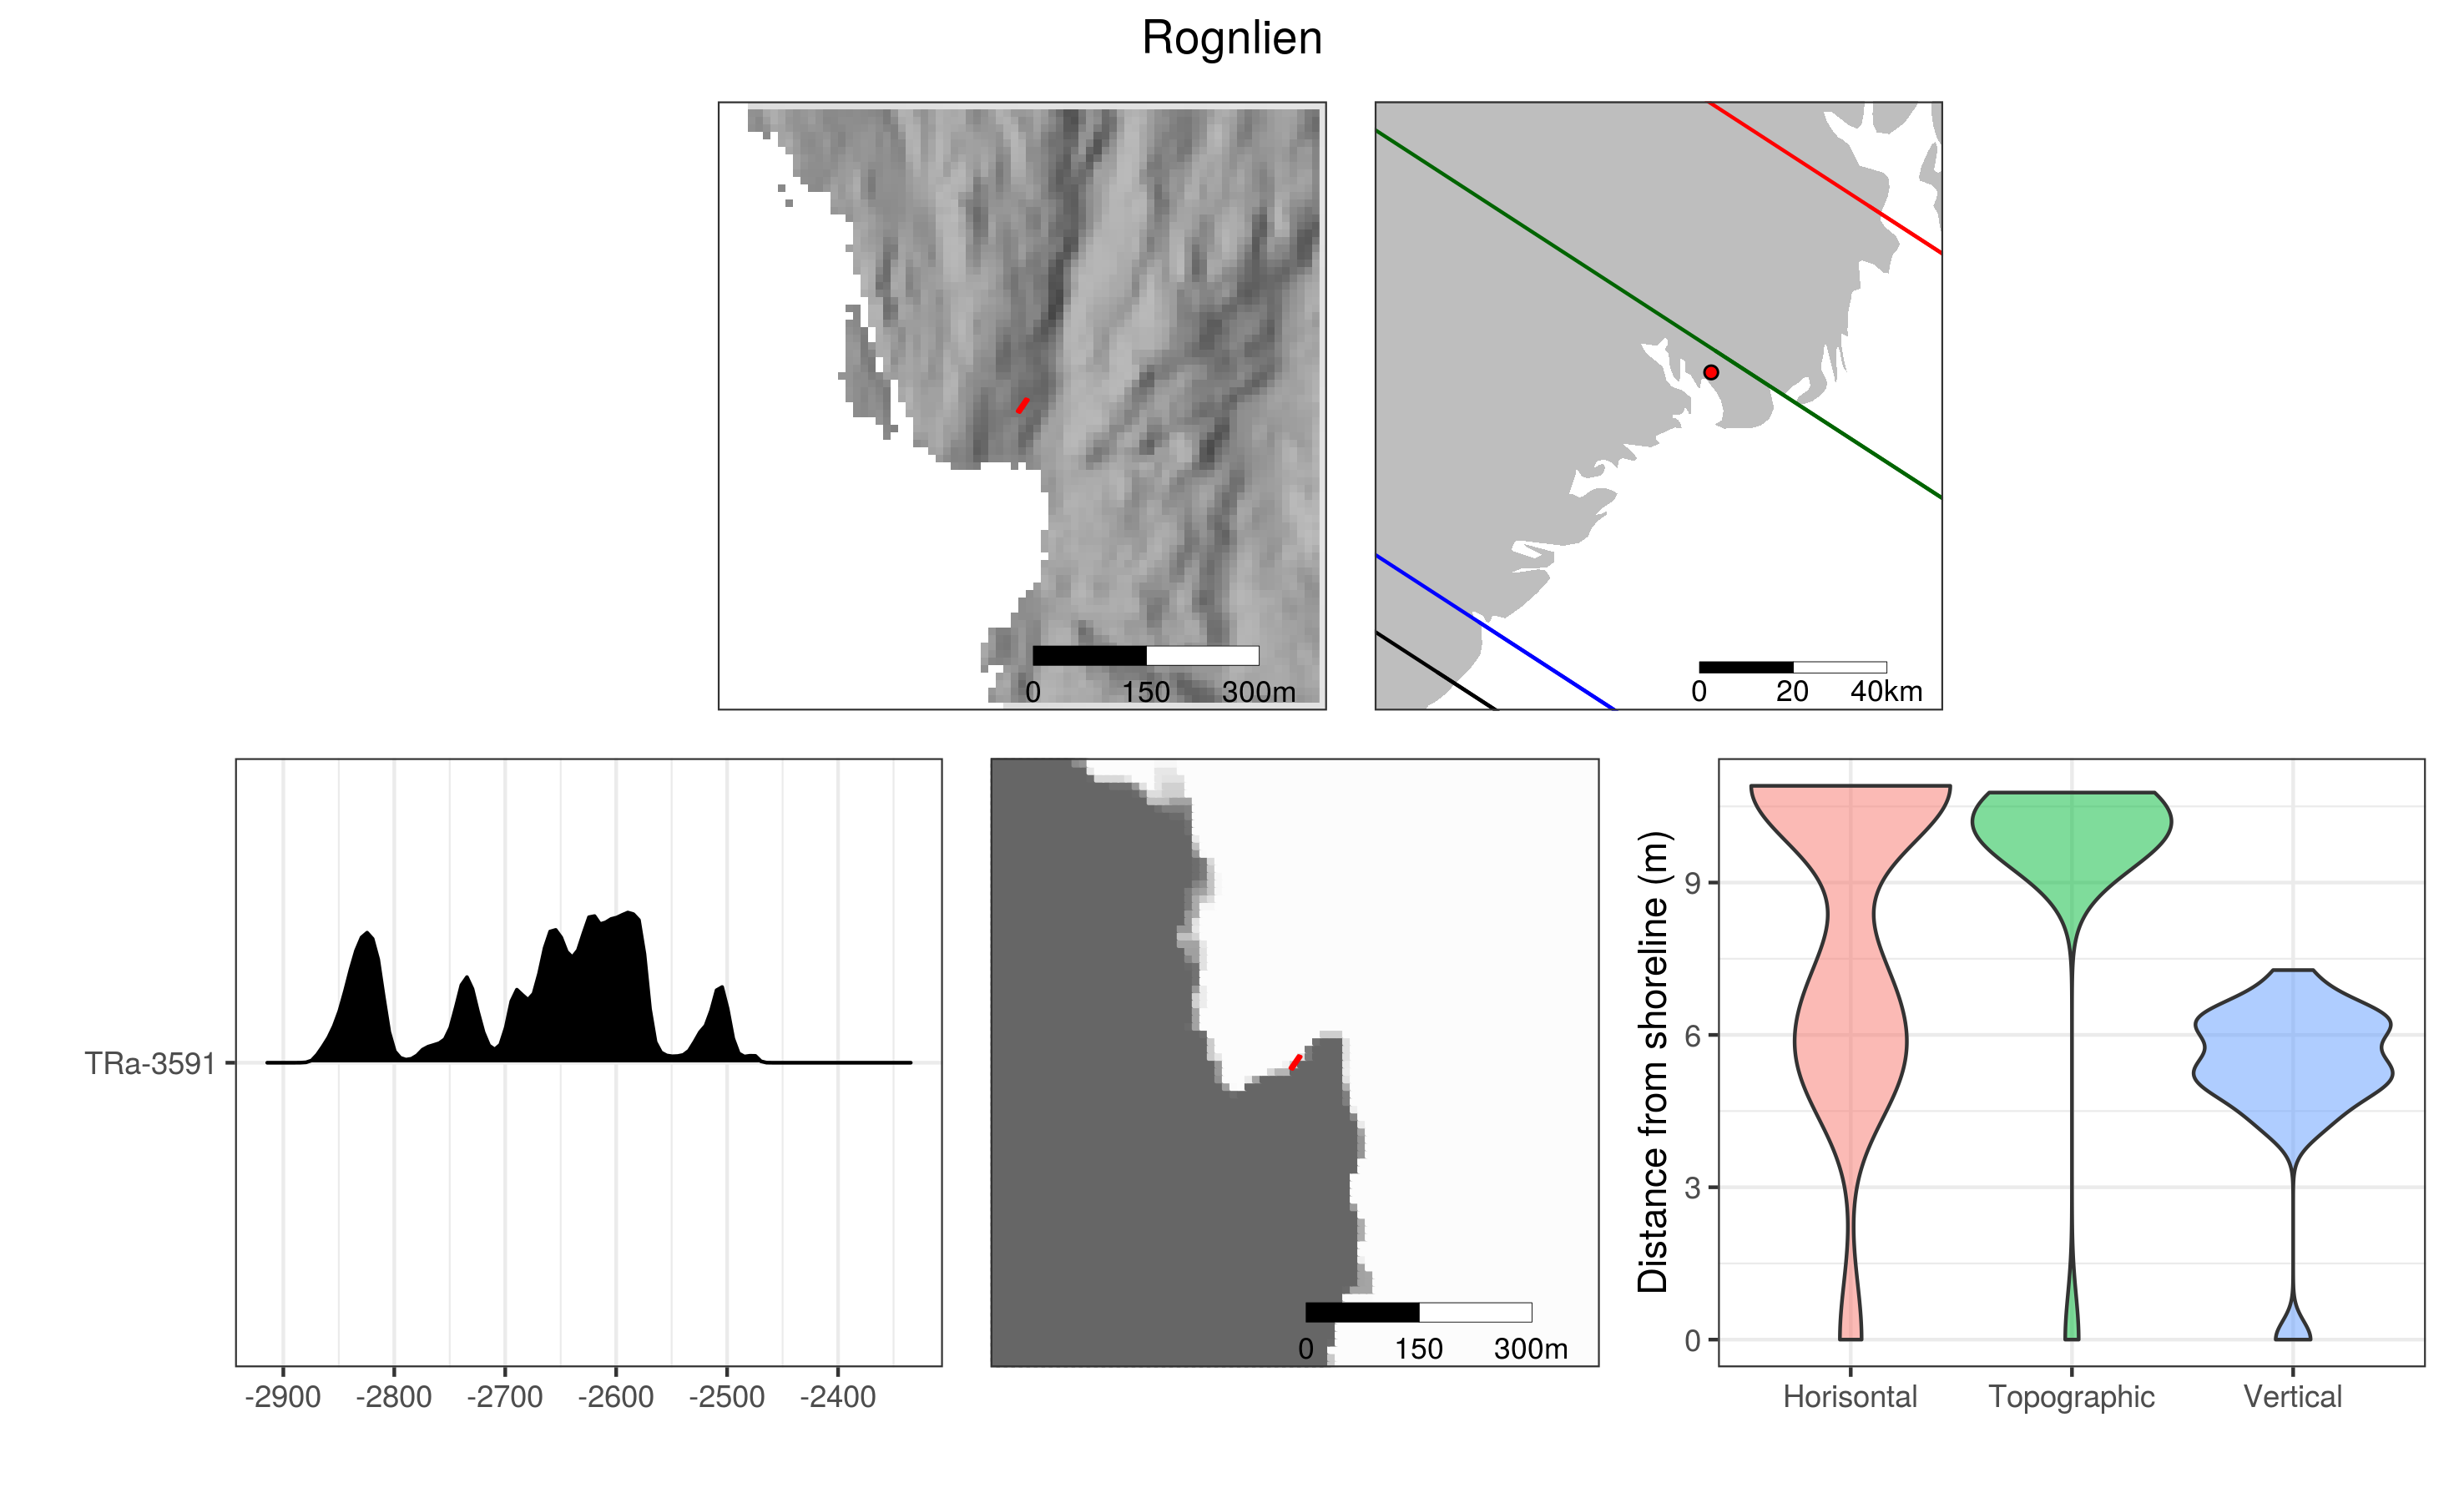 Rognlien
0 150 300m
0 20 40km
TRa-3591
-2900 -2800 -2700 -2600 -2500 -2400
0 150 300m
Distance from shoreline (m)
9
6
3
0
Horisontal Topographic Vertical